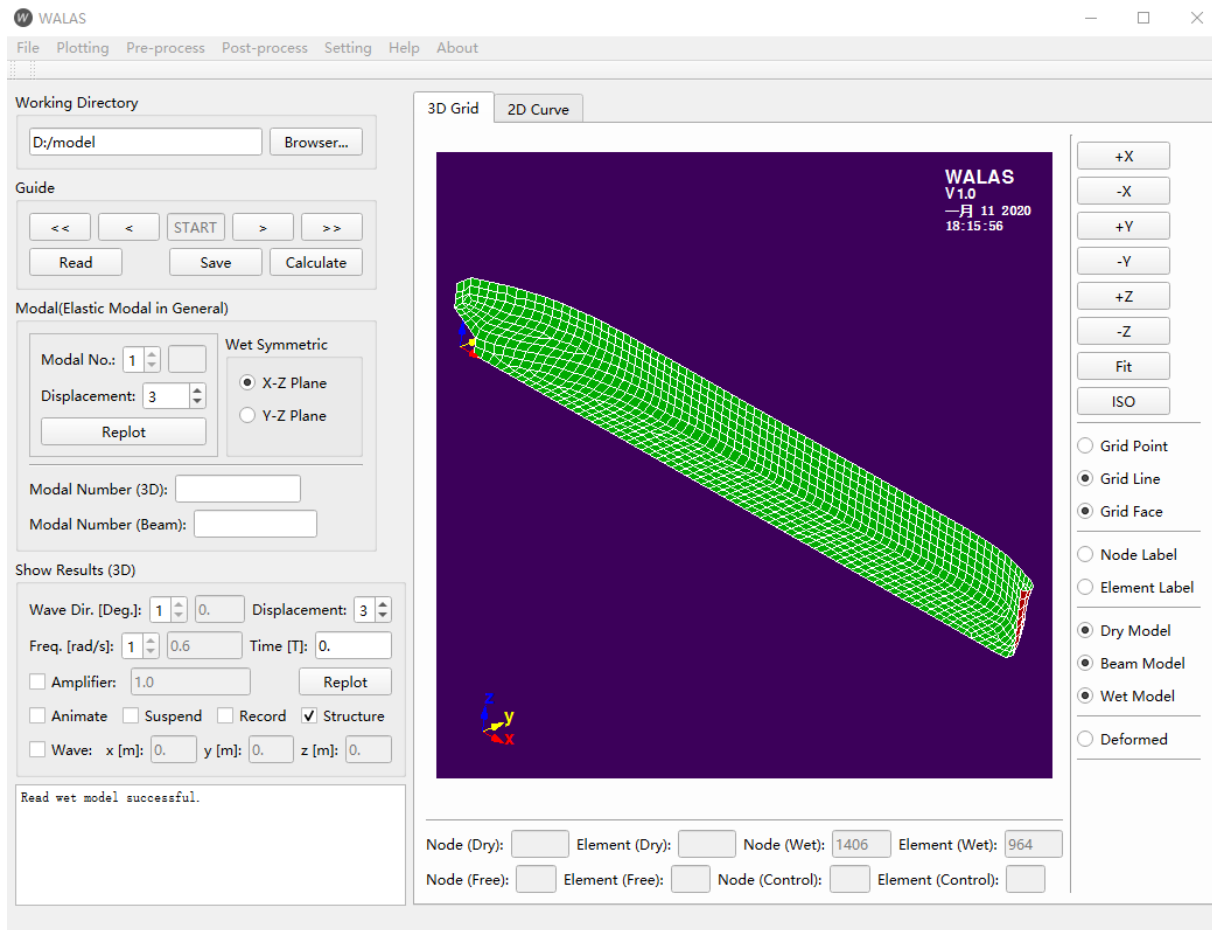 WALAS
File Plotting Pre-process Post-process Setting Help About
Working Directory
D:/model Browser...
Guide
<< < START > >>
Read Save Calculate
Modal(Elastic Modal in General)
Modal No.: 1
Displacement: 3
Replot
Wet Symmetric
X-Z Plane
Y-Z Plane
Modal Number (3D):
Modal Number (Beam):
Show Results (3D)
Wave Dir. [Deg.]: 1 0. Displacement: 3
Freq. [rad/s]: 1 0.6 Time [T]: 0.
Amplifier: 1.0 Replot
Animate Suspend Record Structure
Wave: x [m]: 0. y [m]: 0. z [m]: 0.
Read wet model successful.
3D Grid 2D Curve
WALAS
V 1.0
一月 11 2020
18:15:56
z
y
x
+X
-X
+Y
-Y
+Z
-Z
Fit
ISO
Grid Point
Grid Line
Grid Face
Node Label
Element Label
Dry Model
Beam Model
Wet Model
Deformed
Node (Dry): Element (Dry): Node (Wet): 1406 Element (Wet): 964
Node (Free): Element (Free): Node (Control): Element (Control):